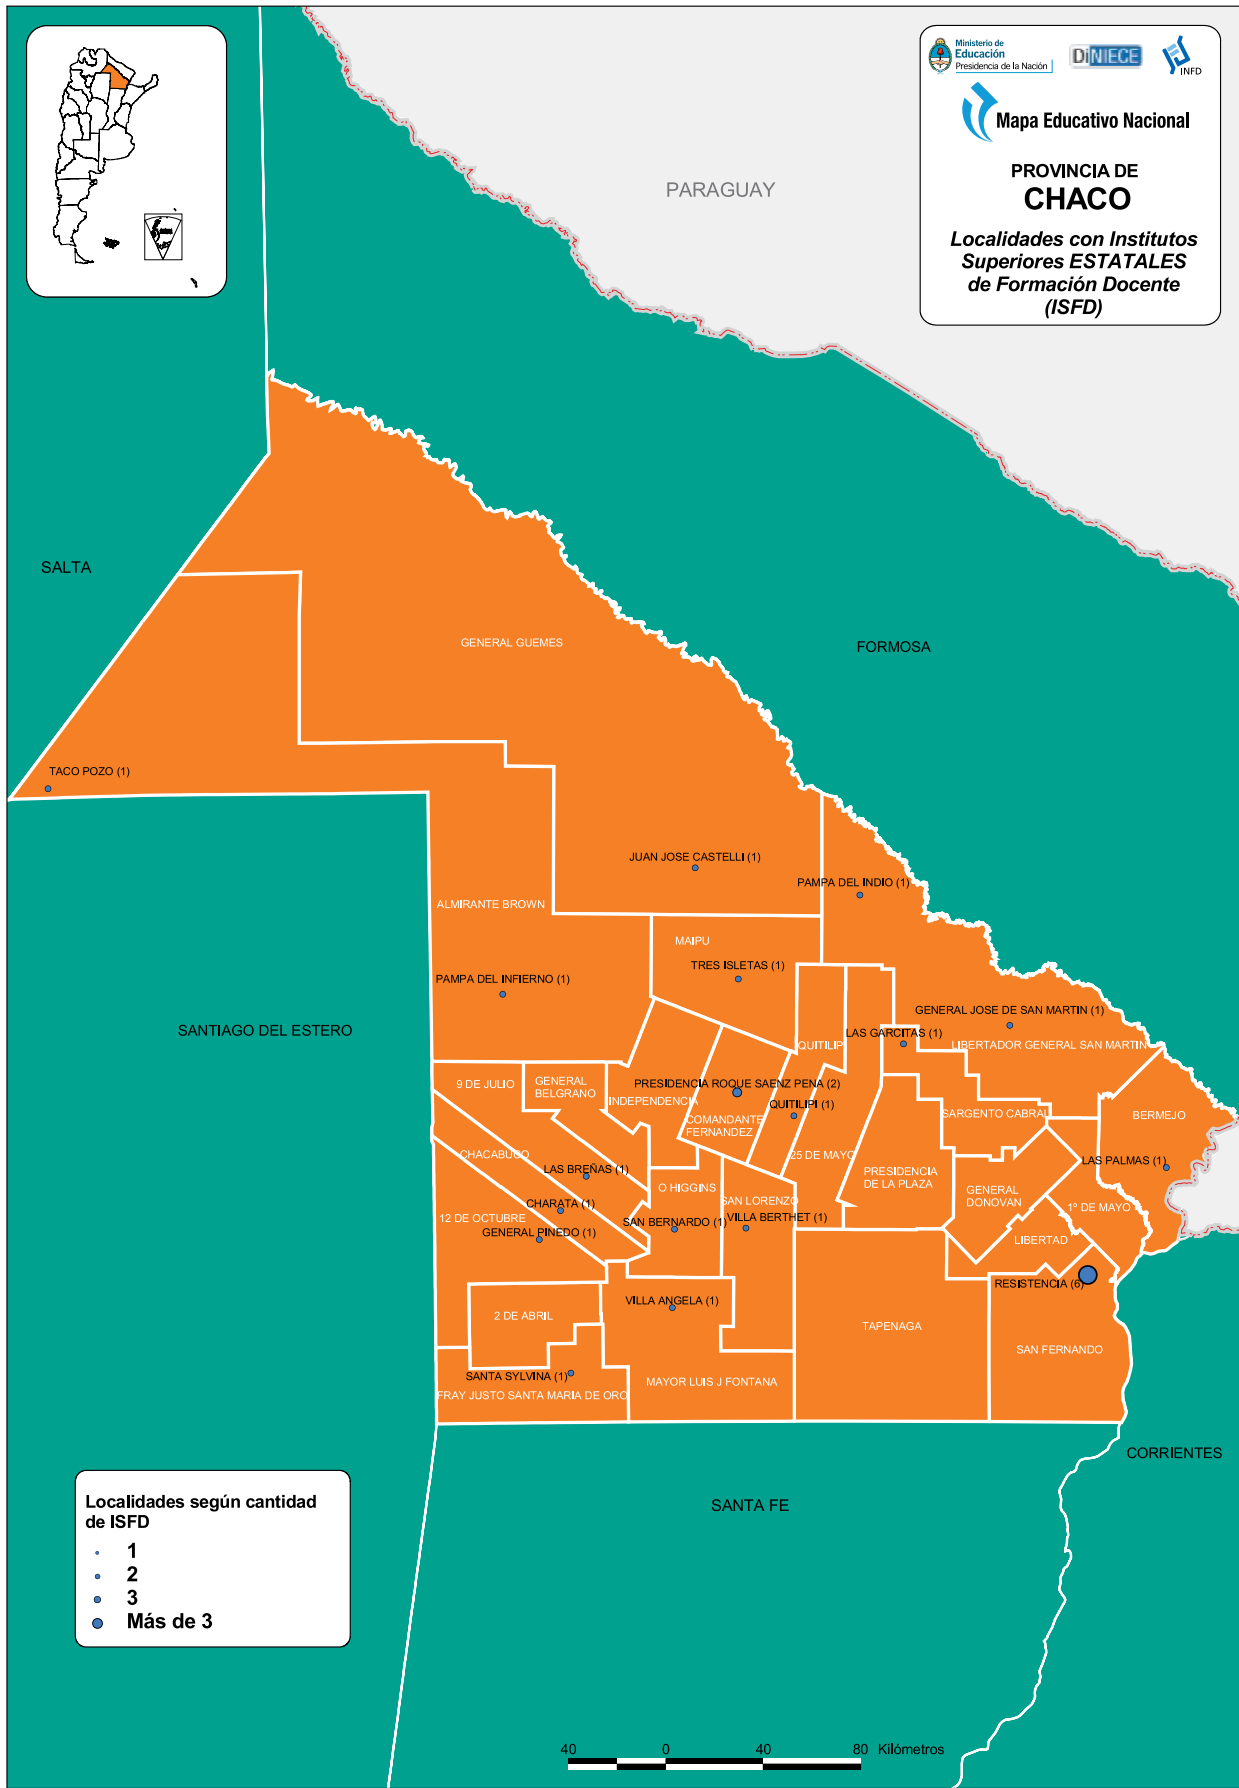 Ministerio de
Educación
Presidencia de la Nación
DiNIECE
INFD
Mapa Educativo Nacional
PROVINCIA DE
CHACO
Localidades con Institutos
Superiores ESTATALES
de Formación Docente
(ISFD)
PARAGUAY
SALTA
FORMOSA
GENERAL GUEMES
TACO POZO (1)
JUAN JOSE CASTELLI (1)
PAMPA DEL INDIO (1)
ALMIRANTE BROWN
MAIPU
TRES ISLETAS (1)
PAMPA DEL INFIERNO (1)
GENERAL JOSE DE SAN MARTIN (1)
SANTIAGO DEL ESTERO
LAS GARCITAS (1)
QUITILIPI
LIBERTADOR GENERAL SAN MARTIN
9 DE JULIO
GENERAL
BELGRANO
PRESIDENCIA ROQUE SAENZ PENA (2)
INDEPENDENCIA
QUITILIPI (1)
COMANDANTE
FERNANDEZ
SARGENTO CABRAL
BERMEJO
CHACABUCO
25 DE MAYO
LAS PALMAS (1)
LAS BREÑAS (1)
PRESIDENCIA
DE LA PLAZA
O HIGGINS
GENERAL
DONOVAN
SAN LORENZO
CHARATA (1)
1º DE MAYO
12 DE OCTUBRE
SAN BERNARDO (1)
VILLA BERTHET (1)
GENERAL PINEDO (1)
LIBERTAD
RESISTENCIA (6)
VILLA ANGELA (1)
2 DE ABRIL
TAPENAGA
SAN FERNANDO
SANTA SYLVINA (1)
MAYOR LUIS J FONTANA
FRAY JUSTO SANTA MARIA DE ORO
CORRIENTES
SANTA FE
Localidades según cantidad
de ISFD
1
2
3
Más de 3
40 0 40 80 Kilómetros